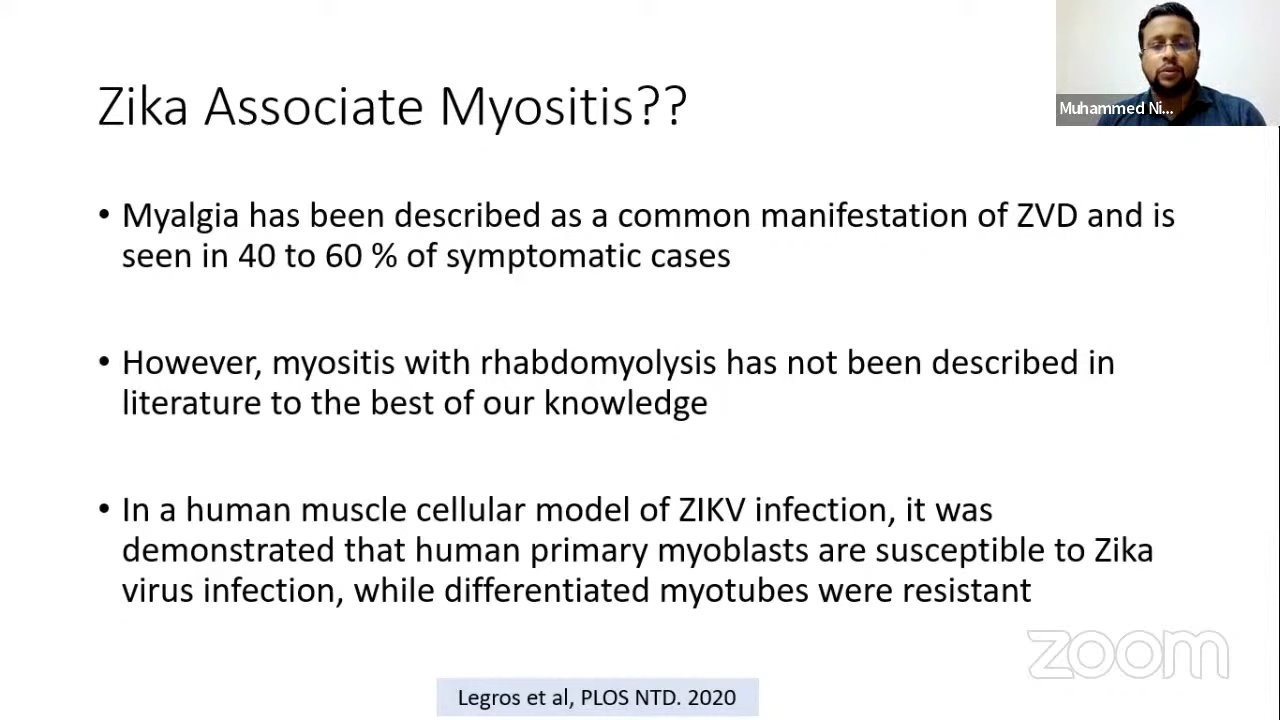 Zika Associate Myositis??
Muhammed Ni...
• Myalgia has been described as a common manifestation of ZVD and is
seen in 40 to 60 % of symptomatic cases
• However, myositis with rhabdomyolysis has not been described in
literature to the best of our knowledge
• In a human muscle cellular model of ZIKV infection, it was
demonstrated that human primary myoblasts are susceptible to Zika
virus infection, while differentiated myotubes were resistant
zoom
Legros et al, PLOS NTD. 2020